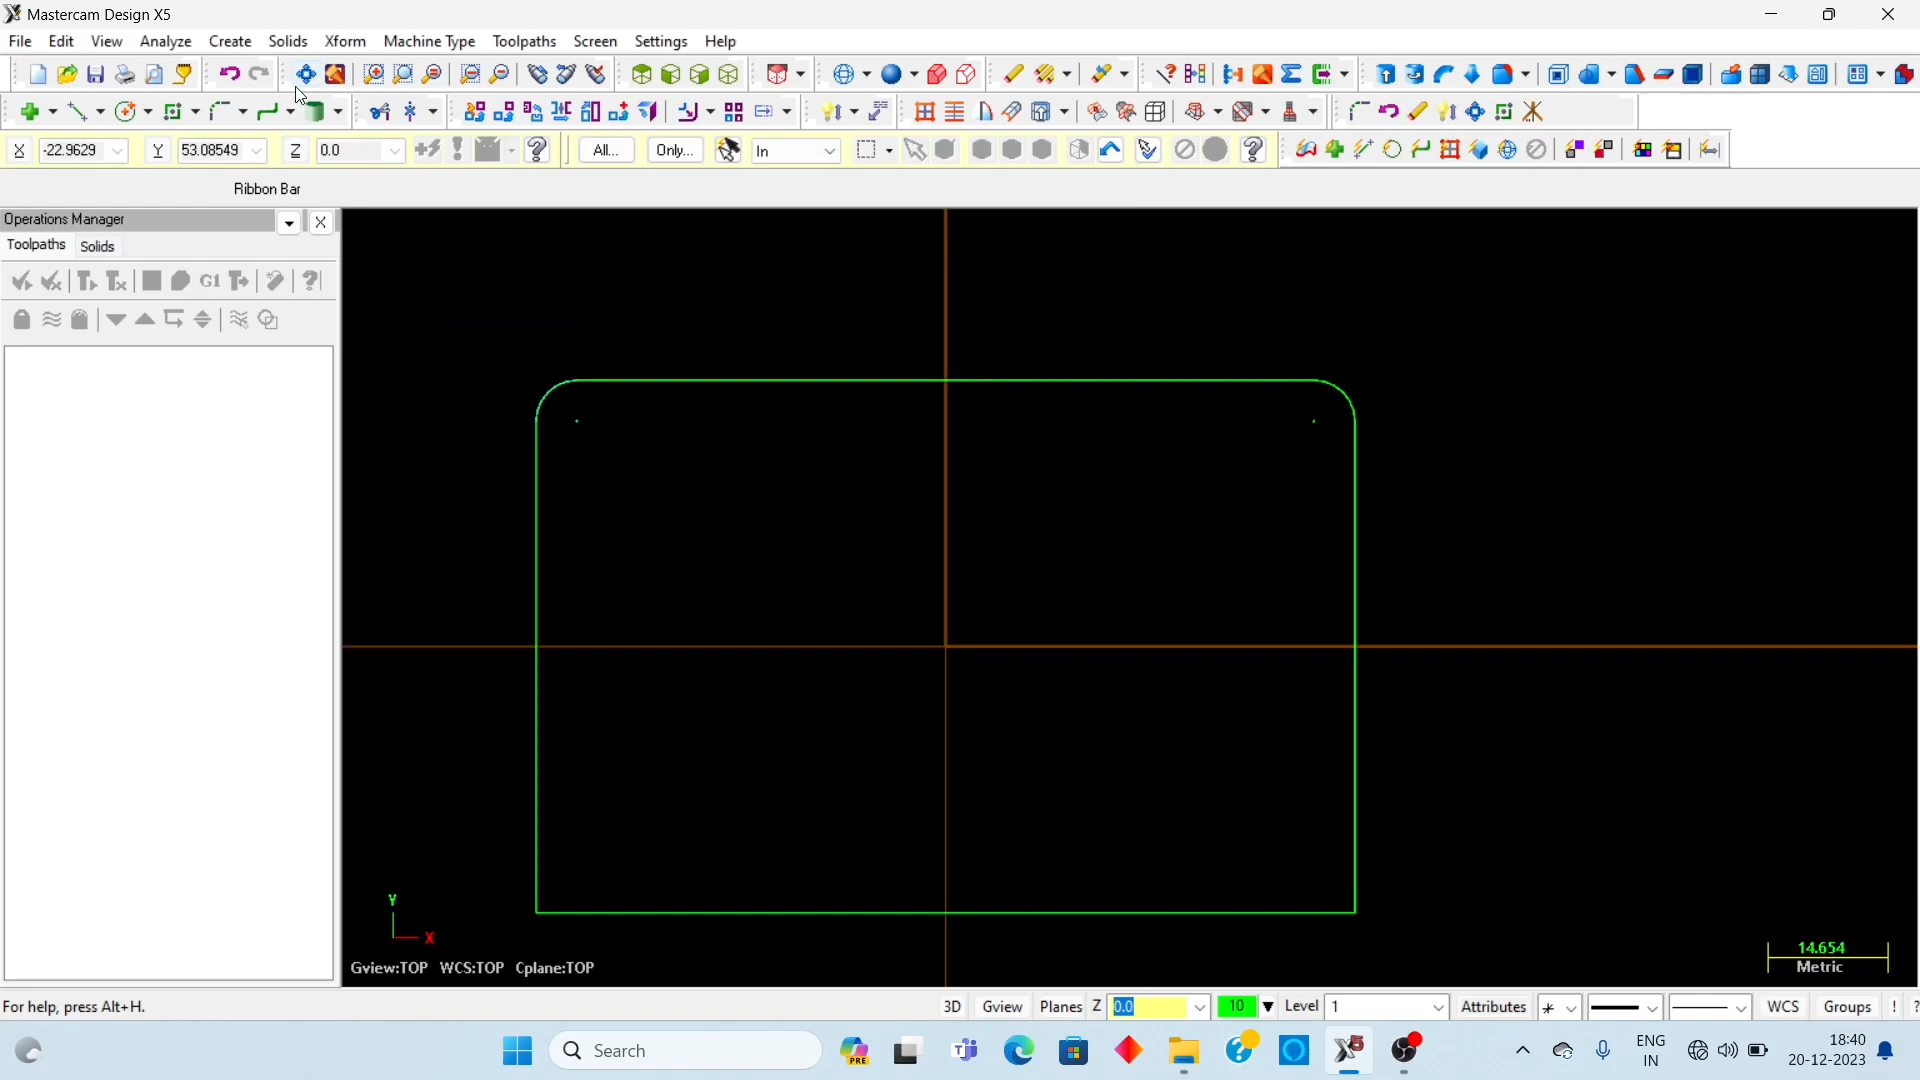 Mastercam Design X5
File Edit View Analyze Create Solids Xform Machine Type Toolpaths Screen Settings Help
X -22.9629 Y 53.08549 Z 0.0 All... Only... In
Ribbon Bar
Operations Manager
Toolpaths Solids
G1
Y
X
Gview:TOP WCS:TOP Cplane:TOP
14.654
Metric
For help, press Alt+H.
3D Gview Planes Z 0.0 10 Level 1 Attributes WCS Groups ! ?
Search
PRE
ENG
IN
18:40
20-12-2023